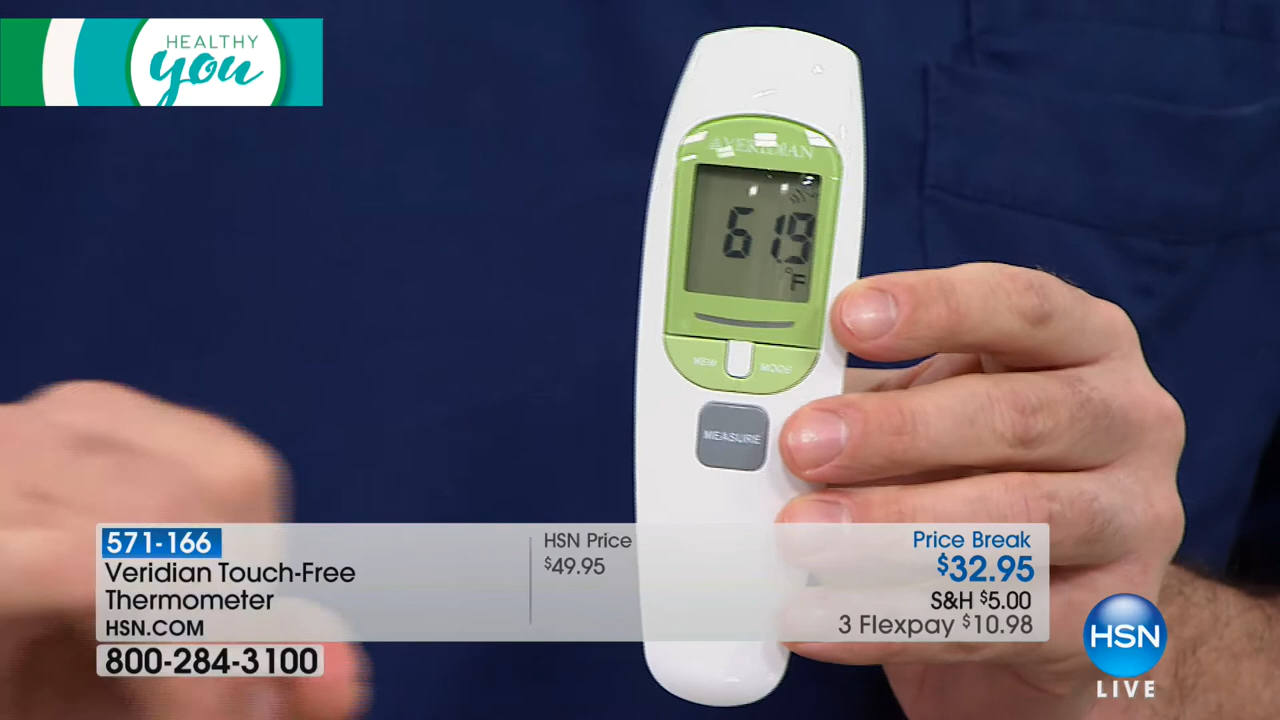 HEALTHY
you
VERIDIAN
61.9
°F
MEM
MODE
MEASURE
571-166
Veridian Touch-Free
Thermometer
HSN.COM
800-284-3100
HSN Price
$49.95
Price Break
$32.95
S&H $5.00
3 Flexpay $10.98
HSN
LIVE